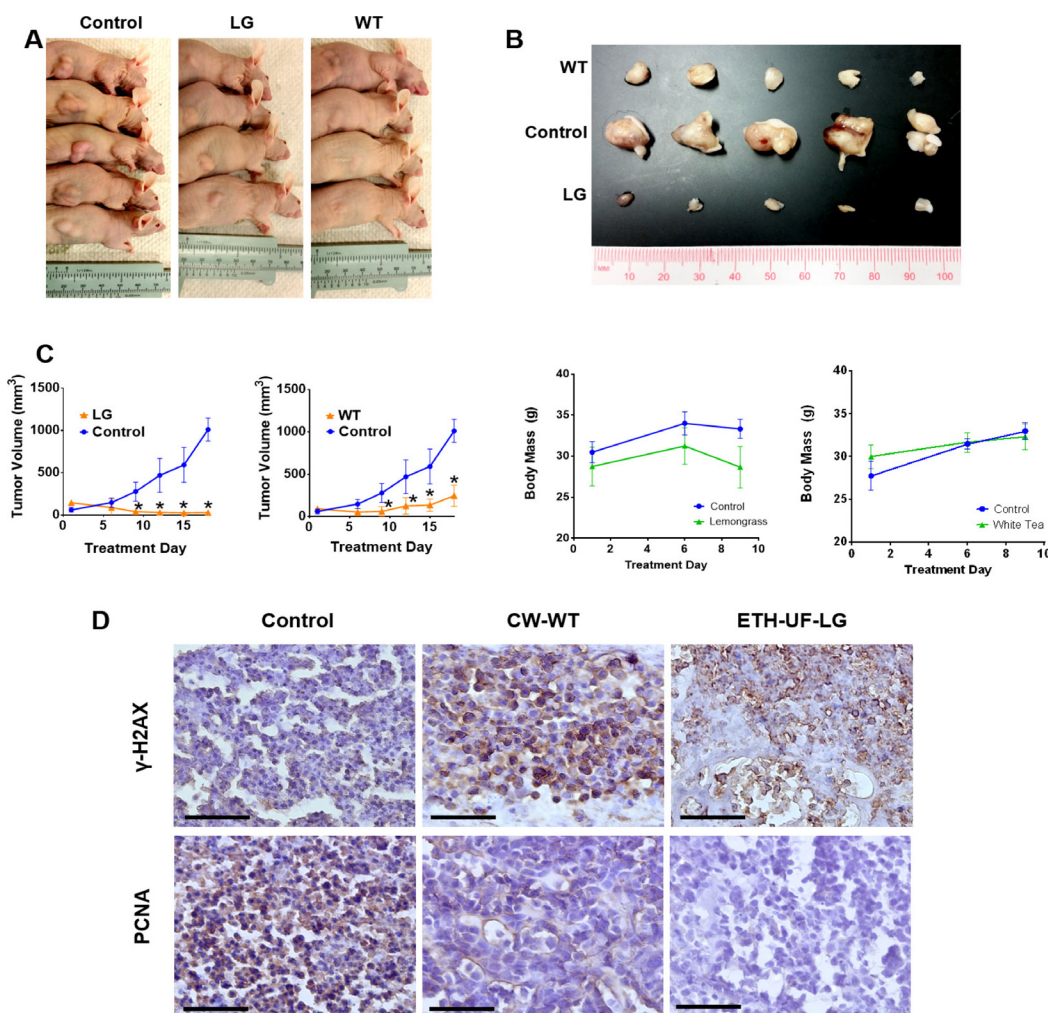 A
Control LG WT
B
WT
Control
LG
MM 10 20 30 40 50 60 70 80 90 100
C
Tumor Volume (mm³)
1500
1000
500
0
LG
Control
* * * *
0 5 10 15
Treatment Day
Tumor Volume (mm³)
1500
1000
500
0
WT
Control
* * * *
0 5 10 15
Treatment Day
Body Mass (g)
40
35
30
25
20
Control
Lemongrass
0 2 4 6 8 10
Treatment Day
Body Mass (g)
40
35
30
25
20
Control
White Tea
0 2 4 6 8 10
Treatment Day
D
Control CW-WT ETH-UF-LG
γ-H2AX
PCNA